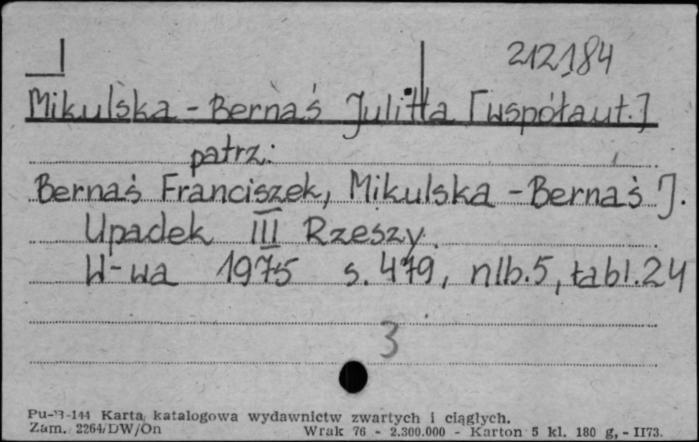 212184
Mikulska - Bernaś Julitta [współaut.]
patrz:
Bernaś Franciszek, Mikulska - Bernaś J.
Upadek III Rzeszy.
W-wa 1975 s. 479, nlb. 5, tabl. 24
3
Pu-B-144 Karta katalogowa wydawnictw zwartych i ciągłych.
Zam. 2264/DW/On Wrak 76 - 2.300.000 - Karton 5 kl. 180 g, - II73.